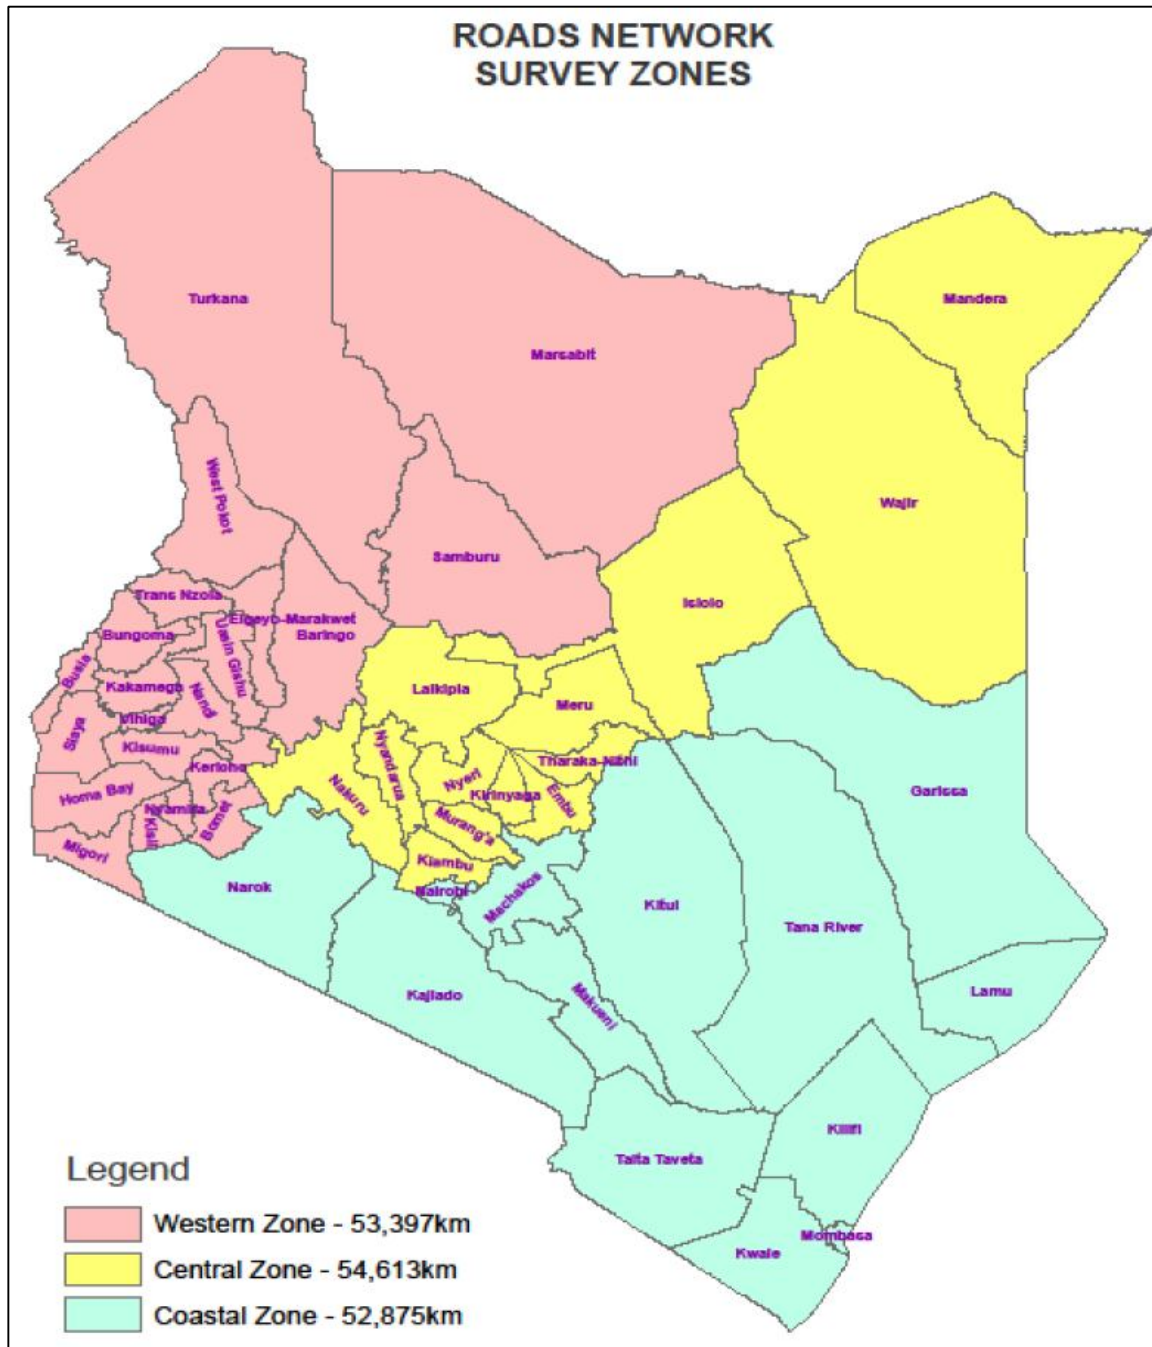 ROADS NETWORK
SURVEY ZONES
Turkana
Mandera
Marsabit
West Pokot
Wajir
Samburu
Isiolo
Trans Nzoia
Elgeyo-Marakwet
Baringo
Bungoma
Uasin Gishu
Busia
Kakamega
Nandi
Laikipia
Meru
Vihiga
Siaya
Kisumu
Kericho
Nyandarua
Tharaka-Nithi
Nyeri
Kirinyaga
Embu
Garissa
Homa Bay
Nyamira
Kisii
Bomet
Nakuru
Murang'a
Migori
Kiambu
Narok
Nairobi
Machakos
Kitui
Tana River
Kajiado
Makueni
Lamu
Kilifi
Taita Taveta
Mombasa
Kwale
Legend
Western Zone - 53,397km
Central Zone - 54,613km
Coastal Zone - 52,875km